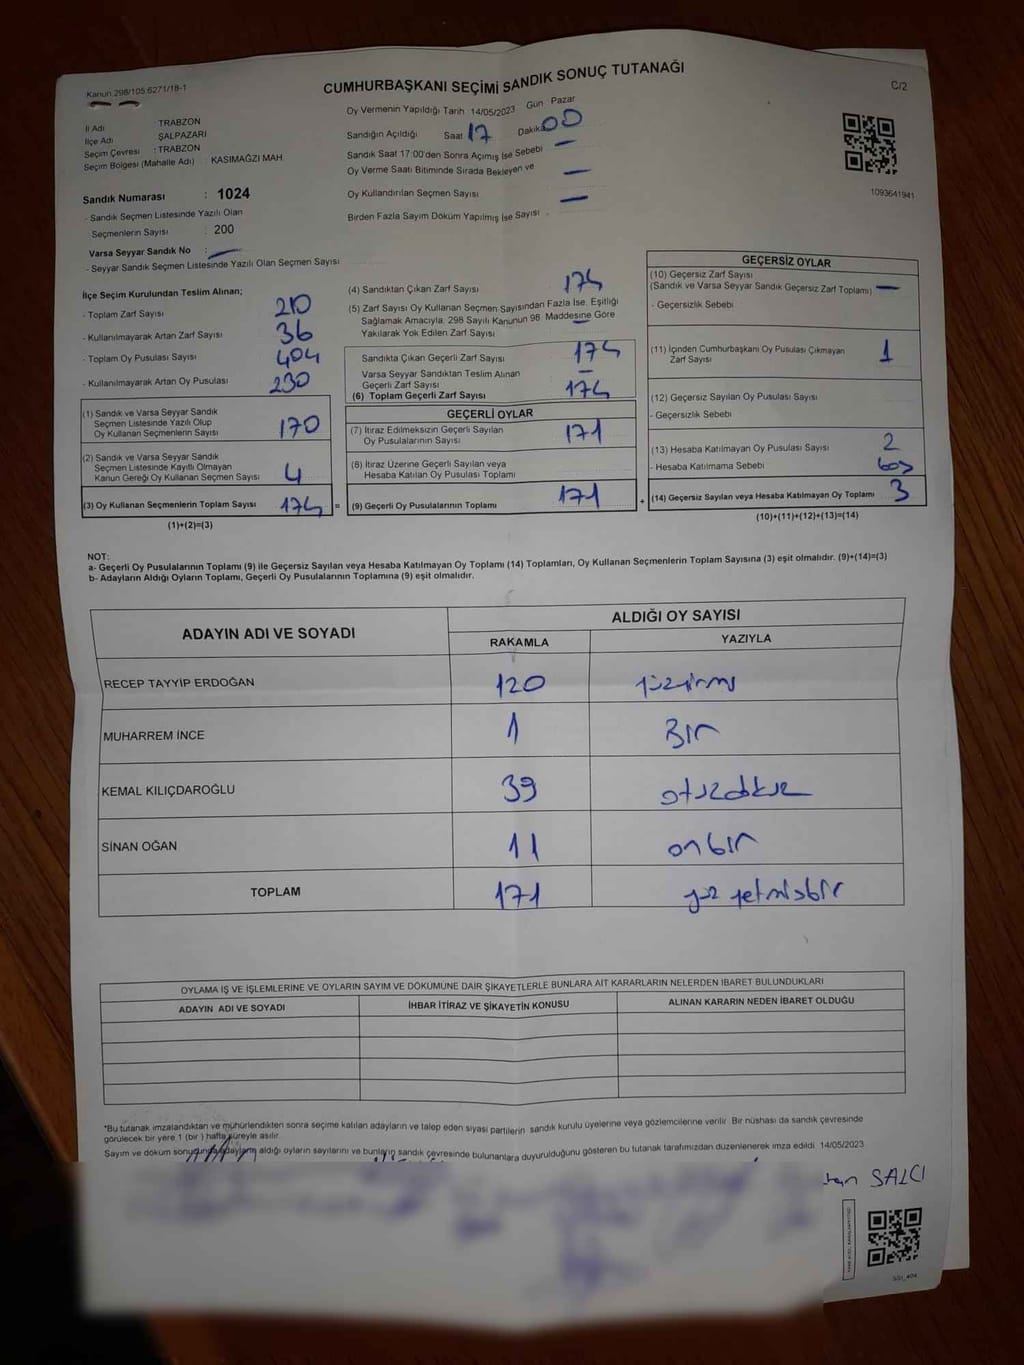 Kanun 298/105.6271/18-1
CUMHURBAŞKANI SEÇİMİ SANDIK SONUÇ TUTANAĞI
C/2
İl Adı : TRABZON
İlçe Adı : ŞALPAZARI
Seçim Çevresi : TRABZON
Seçim Bölgesi (Mahalle Adı) : KASIMAĞZI MAH.
Sandık Numarası : 1024
- Sandık Seçmen Listesinde Yazılı Olan
Seçmenlerin Sayısı : 200
Varsa Seyyar Sandık No : —
- Seyyar Sandık Seçmen Listesinde Yazılı Olan Seçmen Sayısı
Oy Vermenin Yapıldığı Tarih 14/05/2023 Gün Pazar
Sandığın Açıldığı Saat 17 Dakika 00
Sandık Saat 17:00'den Sonra Açımış İse Sebebi —
Oy Verme Saati Bitiminde Sırada Bekleyen ve
Oy Kullandırılan Seçmen Sayısı —
Birden Fazla Sayım Döküm Yapılmış İse Sayısı —
1093641941
İlçe Seçim Kurulundan Teslim Alınan;
- Toplam Zarf Sayısı 210
- Kullanılmayarak Artan Zarf Sayısı 36
- Toplam Oy Pusulası Sayısı 404
- Kullanılmayarak Artan Oy Pusulası 230
(1) Sandık ve Varsa Seyyar Sandık
Seçmen Listesinde Yazılı Olup
Oy Kullanan Seçmenlerin Sayısı 170
(2) Sandık ve Varsa Seyyar Sandık
Seçmen Listesinde Kayıtlı Olmayan
Kanun Gereği Oy Kullanan Seçmen Sayısı 4
(3) Oy Kullanan Seçmenlerin Toplam Sayısı 174 =
(1)+(2)=(3)
(4) Sandıktan Çıkan Zarf Sayısı 174
(5) Zarf Sayısı Oy Kullanan Seçmen Sayısından Fazla İse, Eşitliği
Sağlamak Amacıyla, 298 Sayılı Kanunun 98. Maddesine Göre
Yakılarak Yok Edilen Zarf Sayısı —
Sandıkta Çıkan Geçerli Zarf Sayısı 174
Varsa Seyyar Sandıktan Teslim Alınan
Geçerli Zarf Sayısı —
(6) Toplam Geçerli Zarf Sayısı 174
GEÇERLİ OYLAR
(7) İtiraz Edilmeksizin Geçerli Sayılan
Oy Pusulalarının Sayısı 171
(8) İtiraz Üzerine Geçerli Sayılan veya
Hesaba Katılan Oy Pusulası Toplamı
(9) Geçerli Oy Pusulalarının Toplamı 171 +
GEÇERSİZ OYLAR
(10) Geçersiz Zarf Sayısı
(Sandık ve Varsa Seyyar Sandık Geçersiz Zarf Toplamı) —
- Geçersizlik Sebebi
(11) İçinden Cumhurbaşkanı Oy Pusulası Çıkmayan
Zarf Sayısı 1
(12) Geçersiz Sayılan Oy Pusulası Sayısı
- Geçersizlik Sebebi
(13) Hesaba Katılmayan Oy Pusulası Sayısı 2
- Hesaba Katılmama Sebebi boş
(14) Geçersiz Sayılan veya Hesaba Katılmayan Oy Toplamı 3
(10)+(11)+(12)+(13)=(14)
NOT:
a- Geçerli Oy Pusulalarının Toplamı (9) ile Geçersiz Sayılan veya Hesaba Katılmayan Oy Toplamı (14) Toplamları, Oy Kullanan Seçmenlerin Toplam Sayısına (3) eşit olmalıdır. (9)+(14)=(3)
b- Adayların Aldığı Oyların Toplamı, Geçerli Oy Pusulalarının Toplamına (9) eşit olmalıdır.
ADAYIN ADI VE SOYADI
ALDIĞI OY SAYISI
RAKAMLA YAZIYLA
RECEP TAYYİP ERDOĞAN 120 yüzirmi
MUHARREM İNCE 1 Bir
KEMAL KILIÇDAROĞLU 39 otuzdokuz
SİNAN OĞAN 11 onbir
TOPLAM 171 yüz yetmişbir
OYLAMA İŞ VE İŞLEMLERİNE VE OYLARIN SAYIM VE DÖKÜMÜNE DAİR ŞİKAYETLERLE BUNLARA AİT KARARLARIN NELERDEN İBARET BULUNDUKLARI
ADAYIN ADI VE SOYADI İHBAR İTİRAZ VE ŞİKAYETİN KONUSU ALINAN KARARIN NEDEN İBARET OLDUĞU
*Bu tutanak imzalandıktan ve mühürlendikten sonra seçime katılan adayların ve talep eden siyasi partilerin sandık kurulu üyelerine veya gözlemcilerine verilir. Bir nüshası da sandık çevresinde
görülecek bir yere 1 (bir ) hafta süreyle asılır.
Sayım ve döküm sonucunda adayların aldığı oyların sayılarını ve bunların sandık çevresinde bulunanlara duyurulduğunu gösteren bu tutanak tarafımızdan düzenlenerek imza edildi. 14/05/2023
SALCI